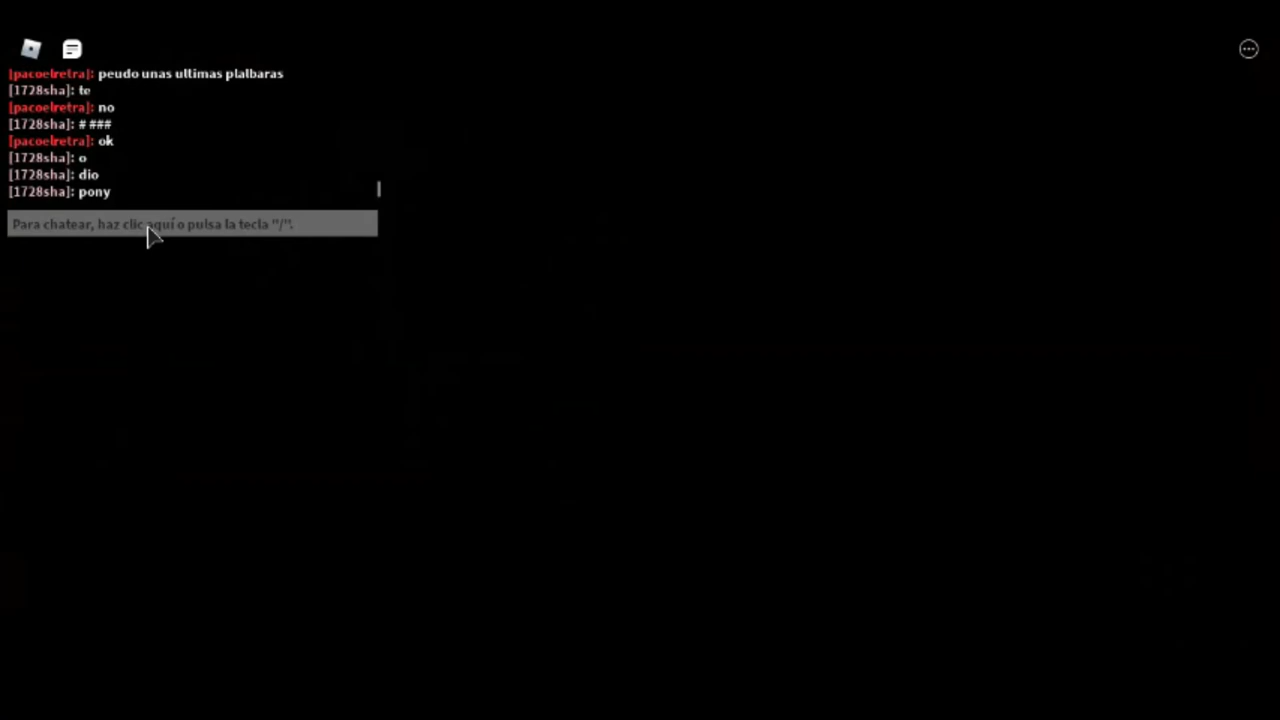 [pacoelretra]: peudo unas ultimas plalbaras
[1728sha]: te
[pacoelretra]: no
[1728sha]: # ###
[pacoelretra]: ok
[1728sha]: o
[1728sha]: dio
[1728sha]: pony
Para chatear, haz clic aquí o pulsa la tecla "/".